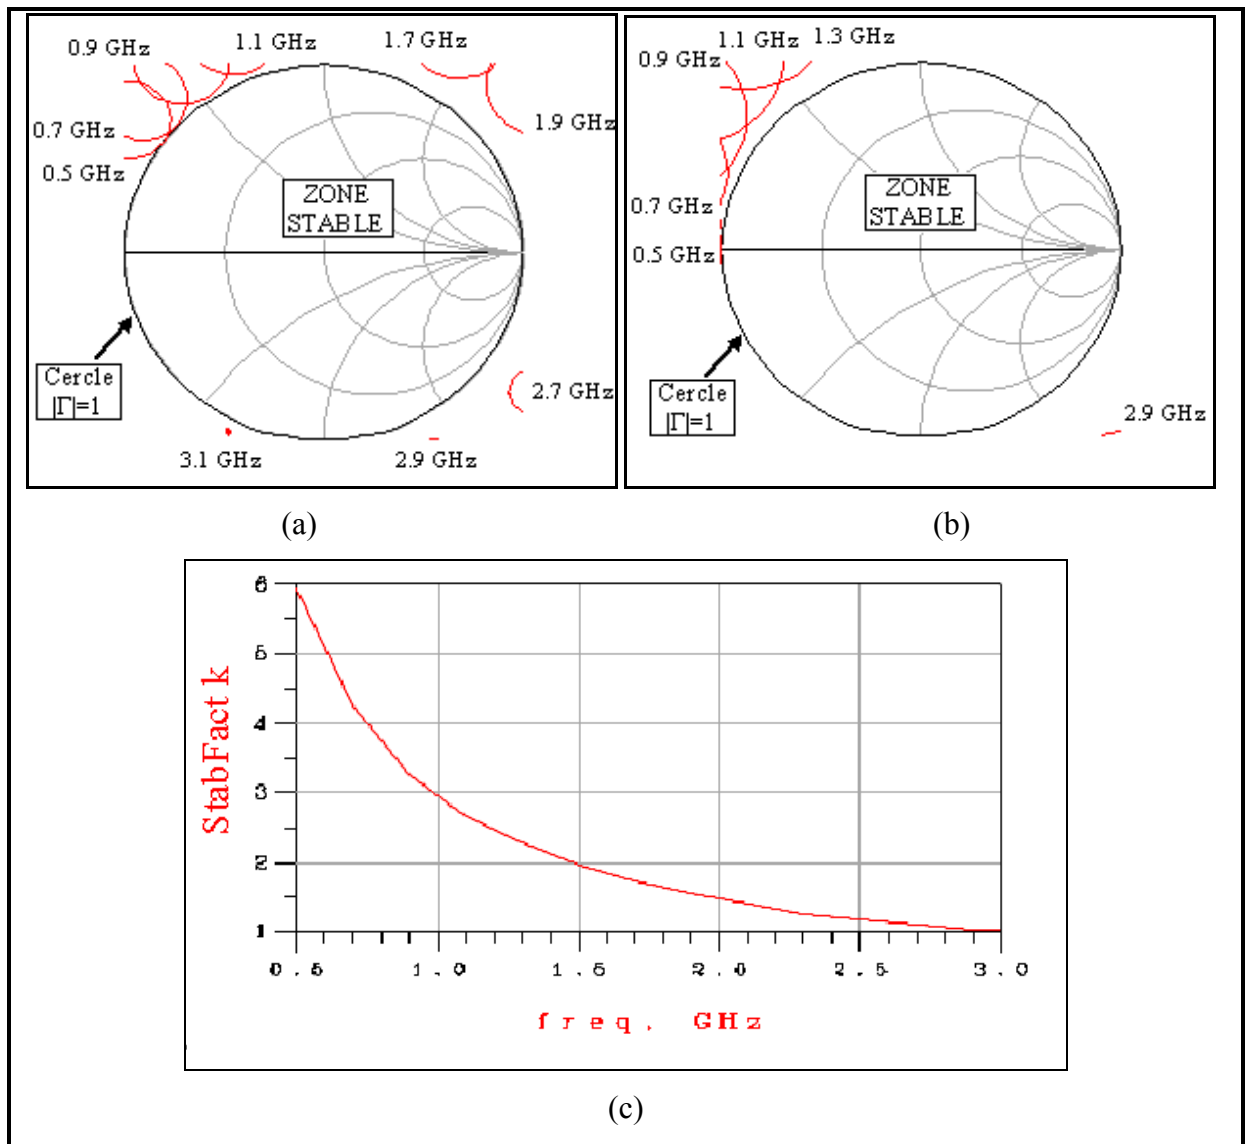 0.9 GHz
1.1 GHz
1.7 GHz
0.7 GHz
1.9 GHz
0.5 GHz
ZONE
STABLE
Cercle
|Γ|=1
2.7 GHz
3.1 GHz
2.9 GHz
(a)
1.1 GHz
1.3 GHz
0.9 GHz
ZONE
STABLE
0.7 GHz
0.5 GHz
Cercle
|Γ|=1
2.9 GHz
(b)
StabFact k
6
5
4
3
2
1
0.5 1.0 1.5 2.0 2.5 3.0
freq, GHz
(c)